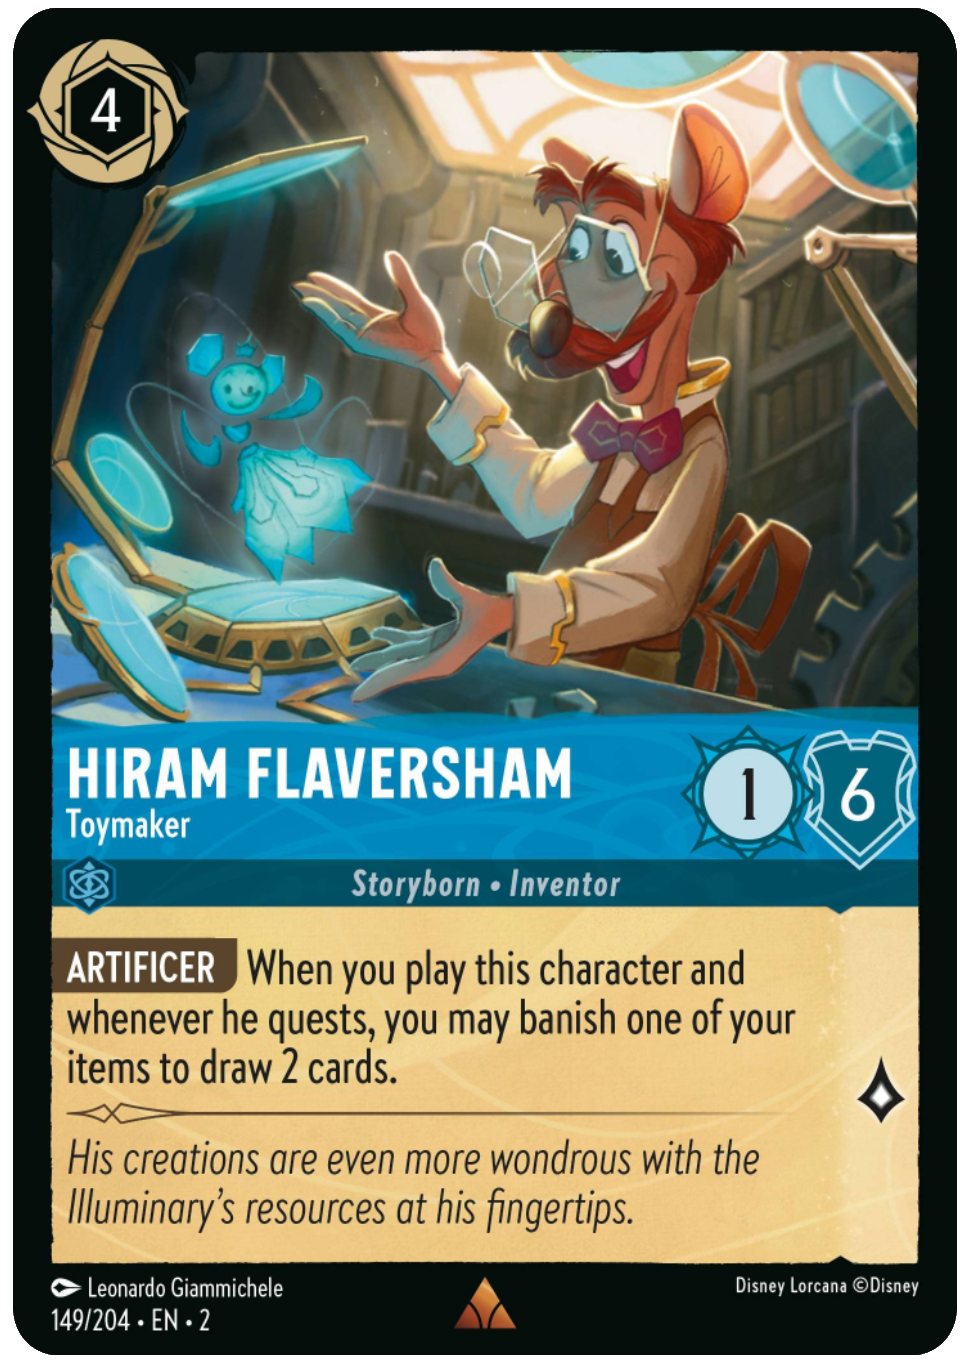 4
HIRAM FLAVERSHAM
Toymaker
1
6
Storyborn • Inventor
ARTIFICER When you play this character and
whenever he quests, you may banish one of your
items to draw 2 cards.
His creations are even more wondrous with the
Illuminary's resources at his fingertips.
Leonardo Giammichele
Disney Lorcana ©Disney
149/204 • EN • 2